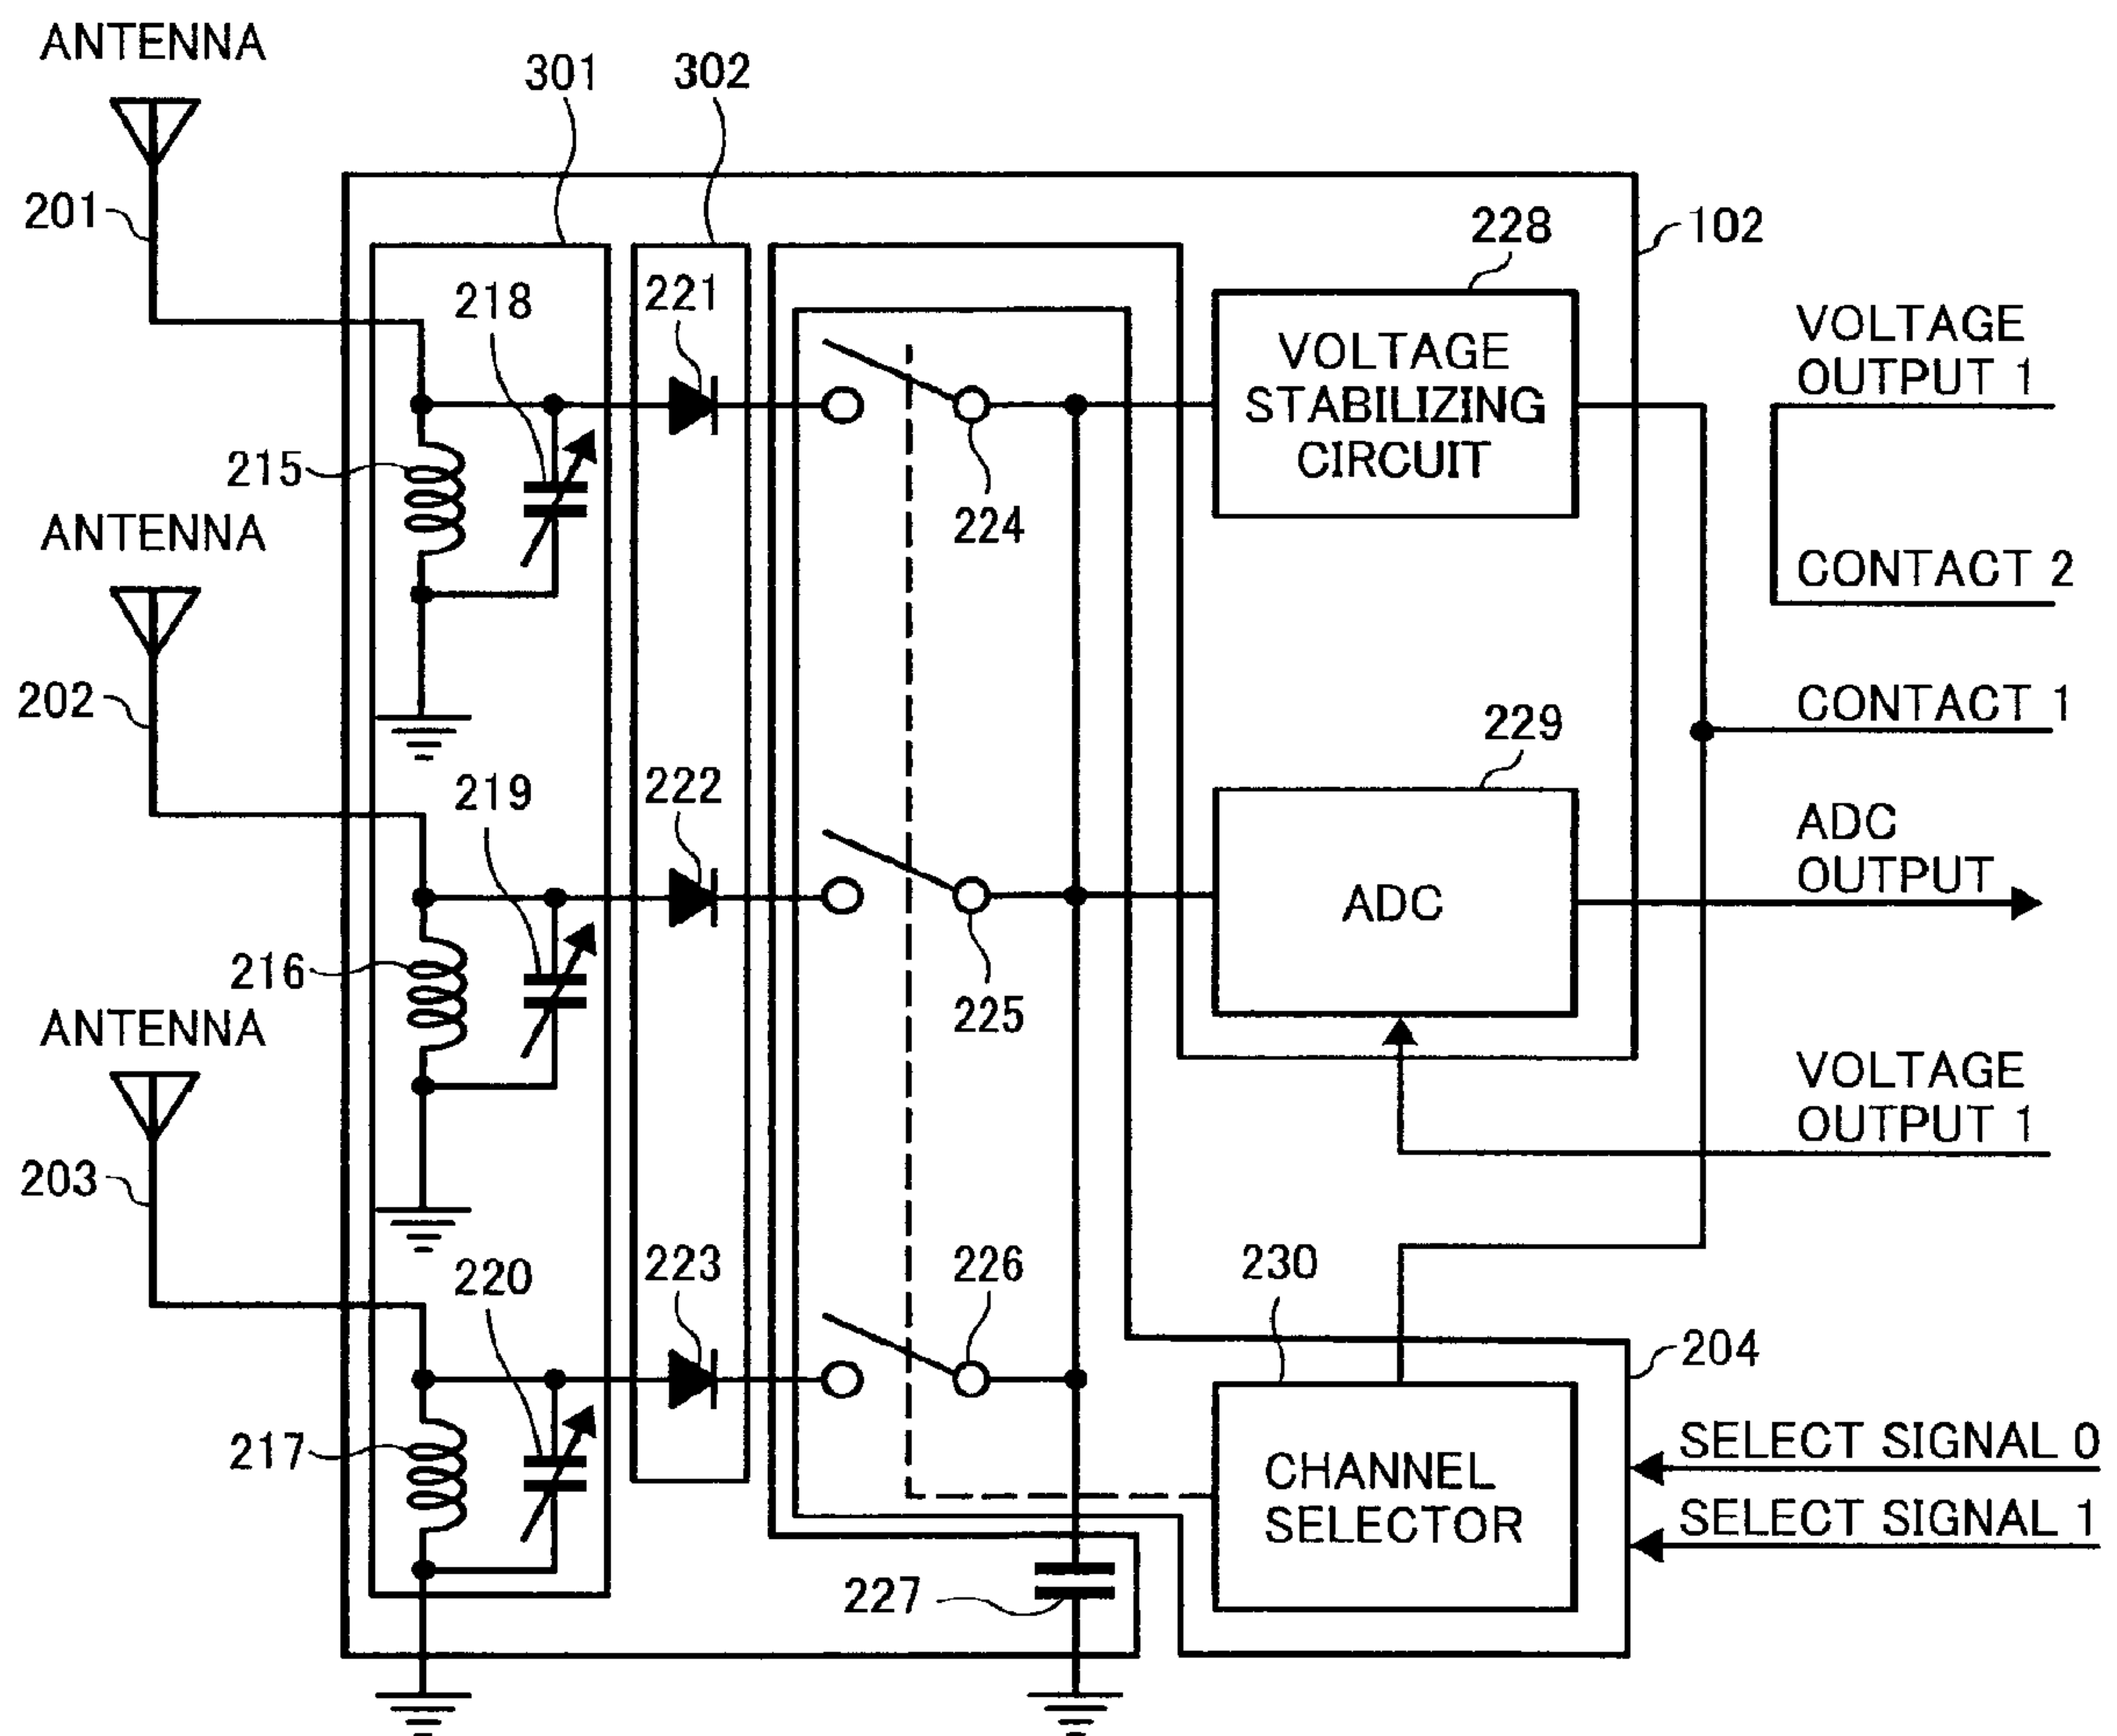 ANTENNA
301
302
201
228
102
218
221
VOLTAGE
OUTPUT 1
VOLTAGE
STABILIZING
CIRCUIT
215
224
ANTENNA
CONTACT 2
202
CONTACT 1
229
219
222
ADC
OUTPUT
ADC
216
225
ANTENNA
VOLTAGE
OUTPUT 1
203
220
223
226
230
204
217
SELECT SIGNAL 0
CHANNEL
SELECTOR
SELECT SIGNAL 1
227